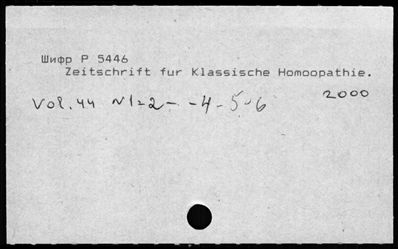 Шифр P 5446
Zeitschrift fur Klassische Homoopathie.
2000
Vol. 44 N1-2- -4-5-6